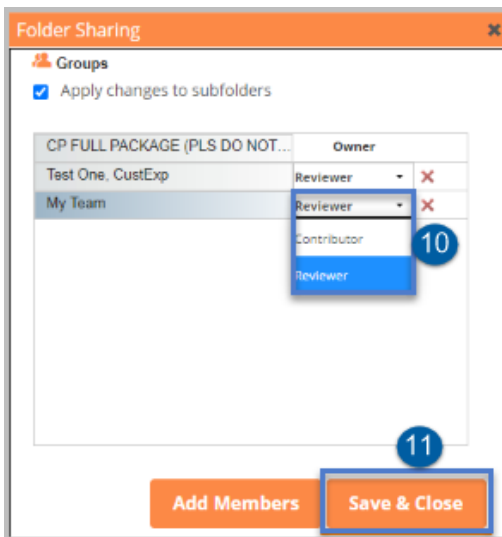 Folder Sharing
Groups
Apply changes to subfolders
CP FULL PACKAGE (PLS DO NOT... Owner
Test One, CustExp Reviewer
My Team Reviewer
Contributor
10
Reviewer
11
Add Members Save & Close